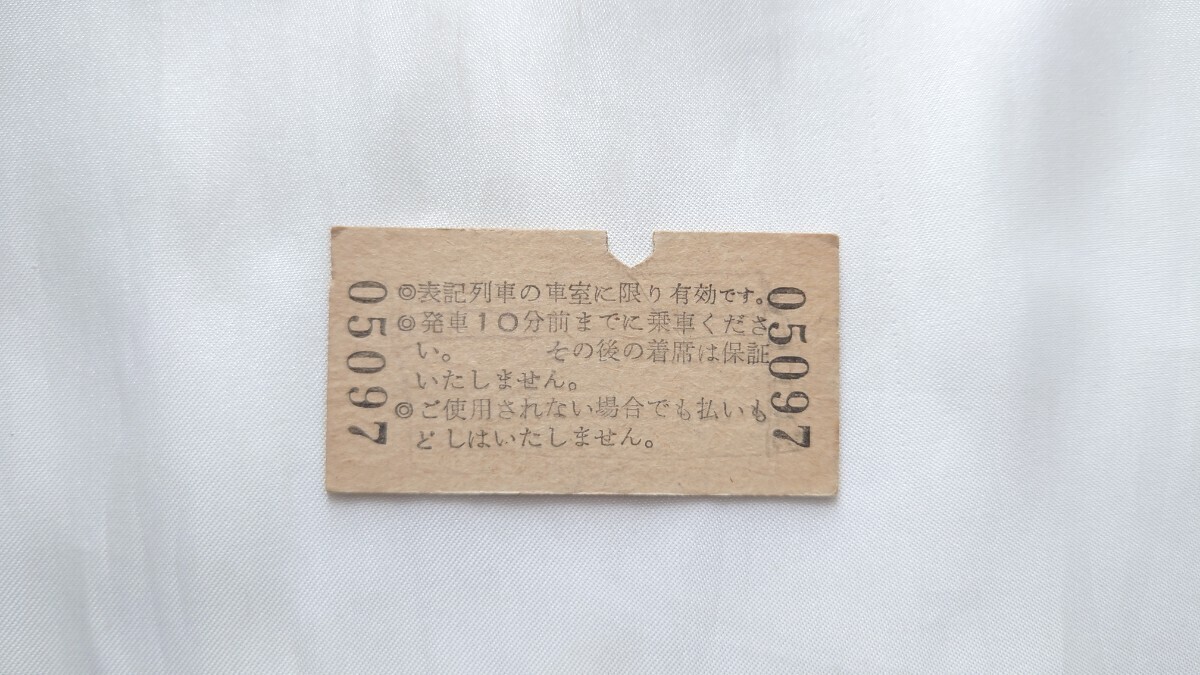 05097
◎表記列車の車室に限り有効です。
◎発車10分前までに乗車くださ
い。　　　その後の着席は保証
いたしません。
◎ご使用されない場合でも払いも
どしはいたしません。
05097